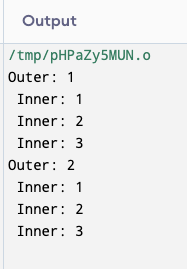 Output
/tmp/pHPaZy5MUN.o
Outer: 1
 Inner: 1
 Inner: 2
 Inner: 3
Outer: 2
 Inner: 1
 Inner: 2
 Inner: 3